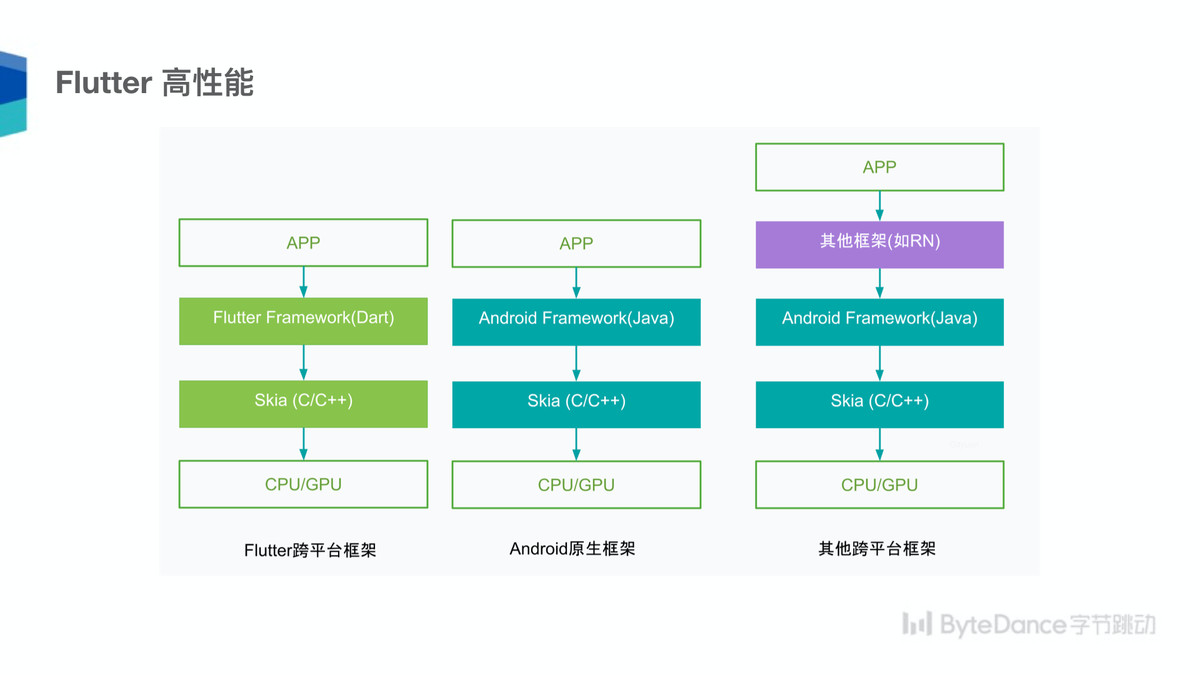 Flutter 高性能
APP
Flutter Framework(Dart)
Skia (C/C++)
CPU/GPU
Flutter跨平台框架
APP
Android Framework(Java)
Skia (C/C++)
CPU/GPU
Android原生框架
APP
其他框架(如RN)
Android Framework(Java)
Skia (C/C++)
CPU/GPU
其他跨平台框架
ByteDance字节跳动